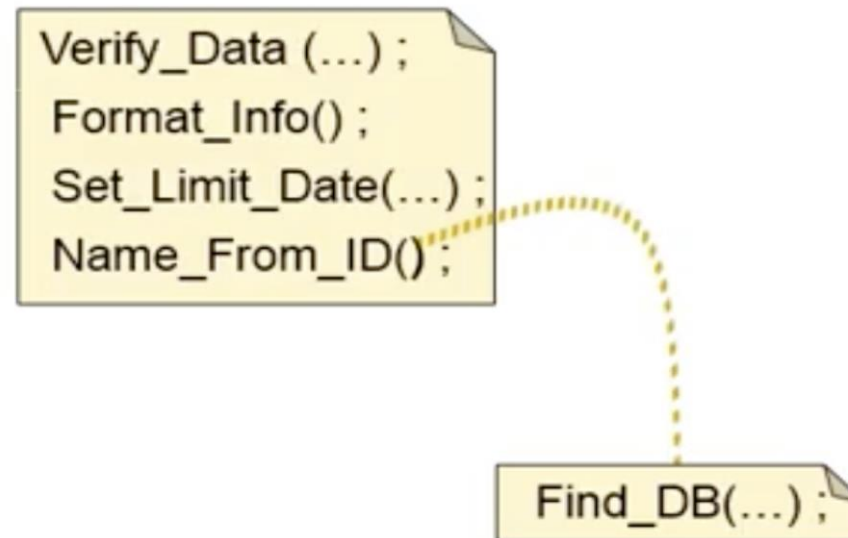 Verify_Data (...) ;
Format_Info() ;
Set_Limit_Date(...) ;
Name_From_ID() ;
Find_DB(...) ;